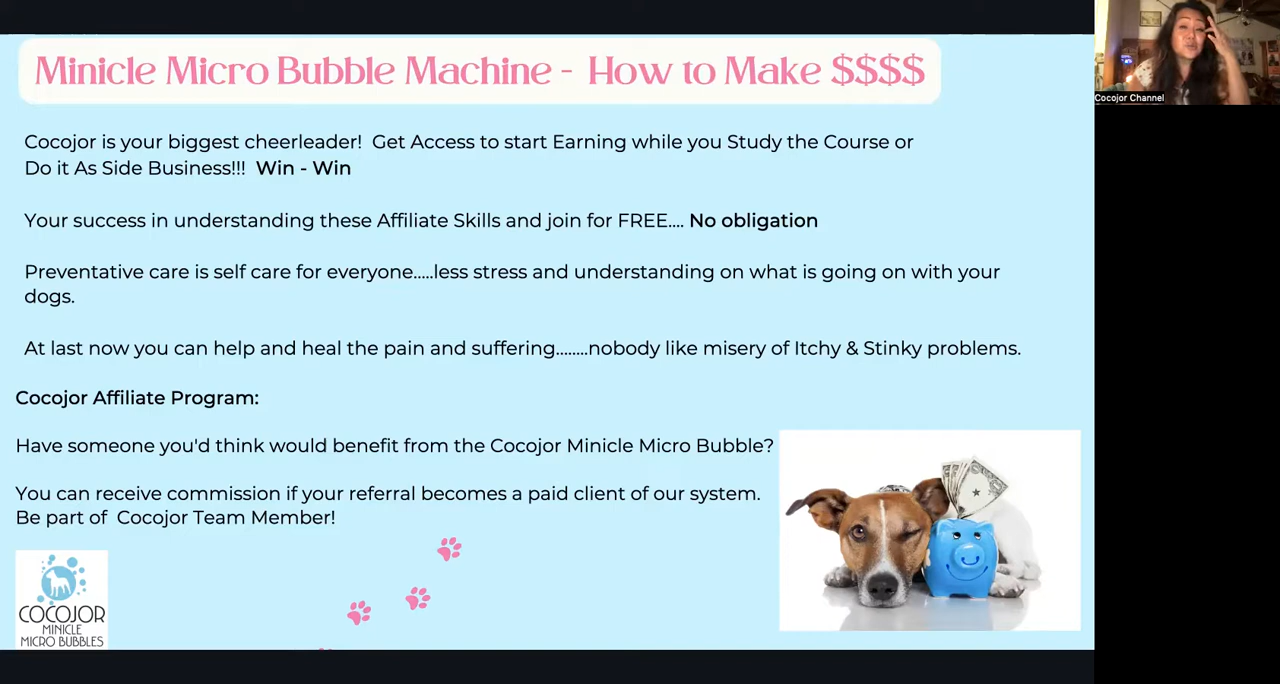 Minicle Micro Bubble Machine - How to Make $$$$
Cocojor Channel
Cocojor is your biggest cheerleader! Get Access to start Earning while you Study the Course or
Do it As Side Business!!! Win - Win
Your success in understanding these Affiliate Skills and join for FREE.... No obligation
Preventative care is self care for everyone.....less stress and understanding on what is going on with your
dogs.
At last now you can help and heal the pain and suffering........nobody like misery of Itchy & Stinky problems.
Cocojor Affiliate Program:
Have someone you'd think would benefit from the Cocojor Minicle Micro Bubble?
You can receive commission if your referral becomes a paid client of our system.
Be part of Cocojor Team Member!
COCOJOR
MINICLE
MICRO BUBBLES